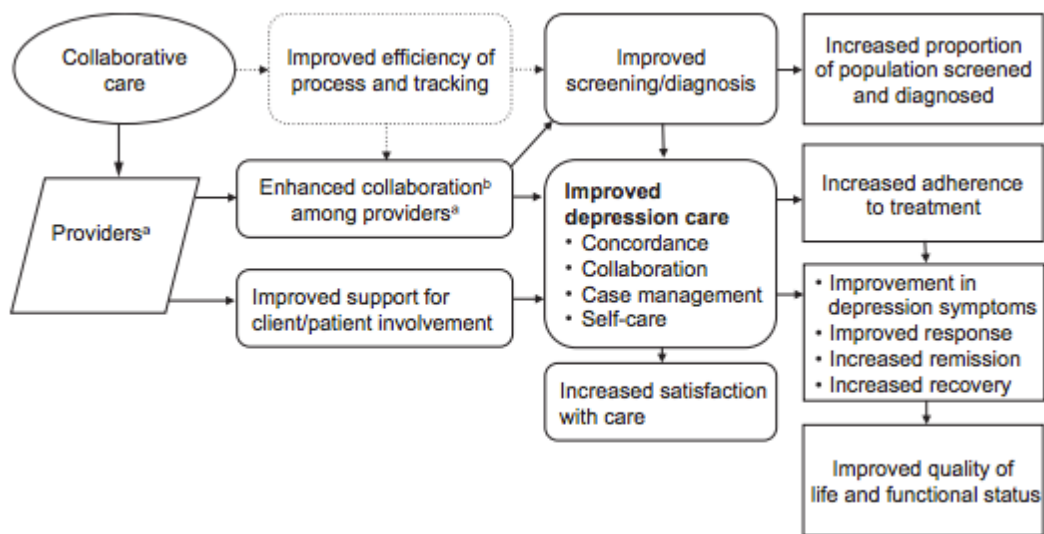 Collaborative
care
Improved efficiency of
process and tracking
Improved
screening/diagnosis
Increased proportion
of population screened
and diagnosed
Providersᵃ
Enhanced collaborationᵇ
among providersᵃ
Improved support for
client/patient involvement
Improved
depression care
• Concordance
• Collaboration
• Case management
• Self-care
Increased satisfaction
with care
Increased adherence
to treatment
• Improvement in
depression symptoms
• Improved response
• Increased remission
• Increased recovery
Improved quality of
life and functional status